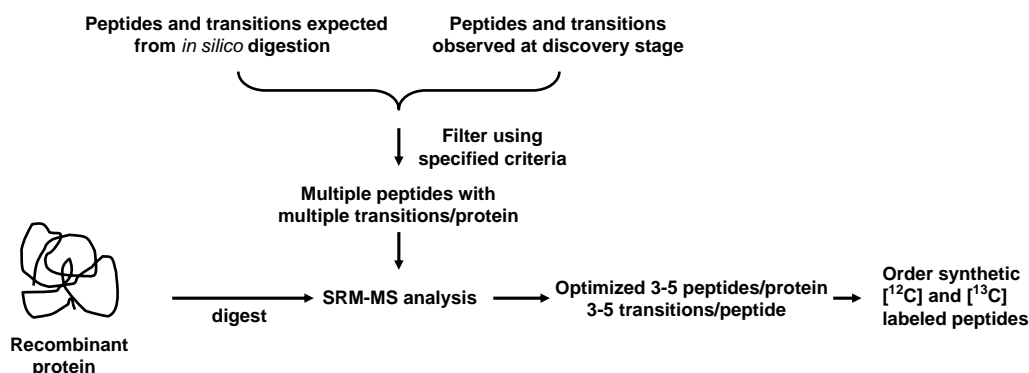 Peptides and transitions expected
from in silico digestion
Peptides and transitions
observed at discovery stage
Filter using
specified criteria
Multiple peptides with
multiple transitions/protein
Recombinant
protein
digest
SRM-MS analysis
Optimized 3-5 peptides/protein
3-5 transitions/peptide
Order synthetic
[¹²C] and [¹³C]
labeled peptides